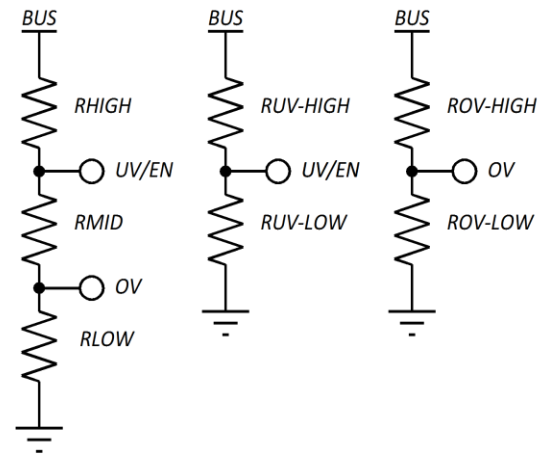 BUS BUS BUS
RHIGH RUV-HIGH ROV-HIGH
UV/EN UV/EN OV
RMID RUV-LOW ROV-LOW
OV
RLOW